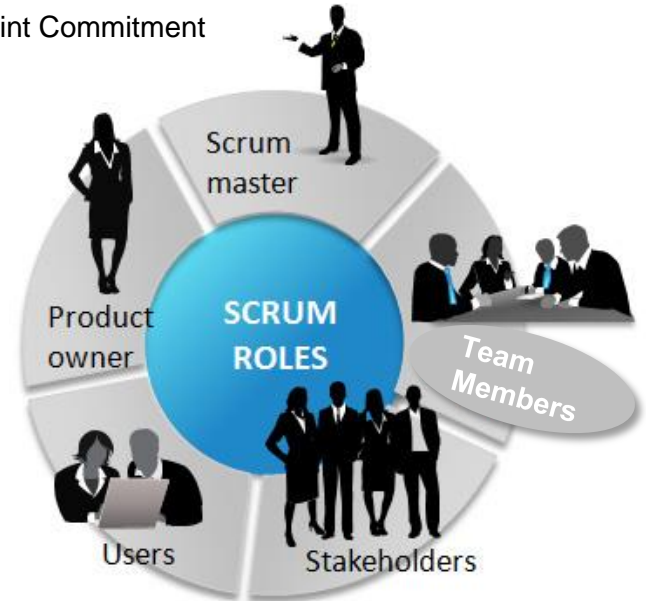 int Commitment
Scrum
master
Product
owner
SCRUM
ROLES
Team
Members
Users
Stakeholders